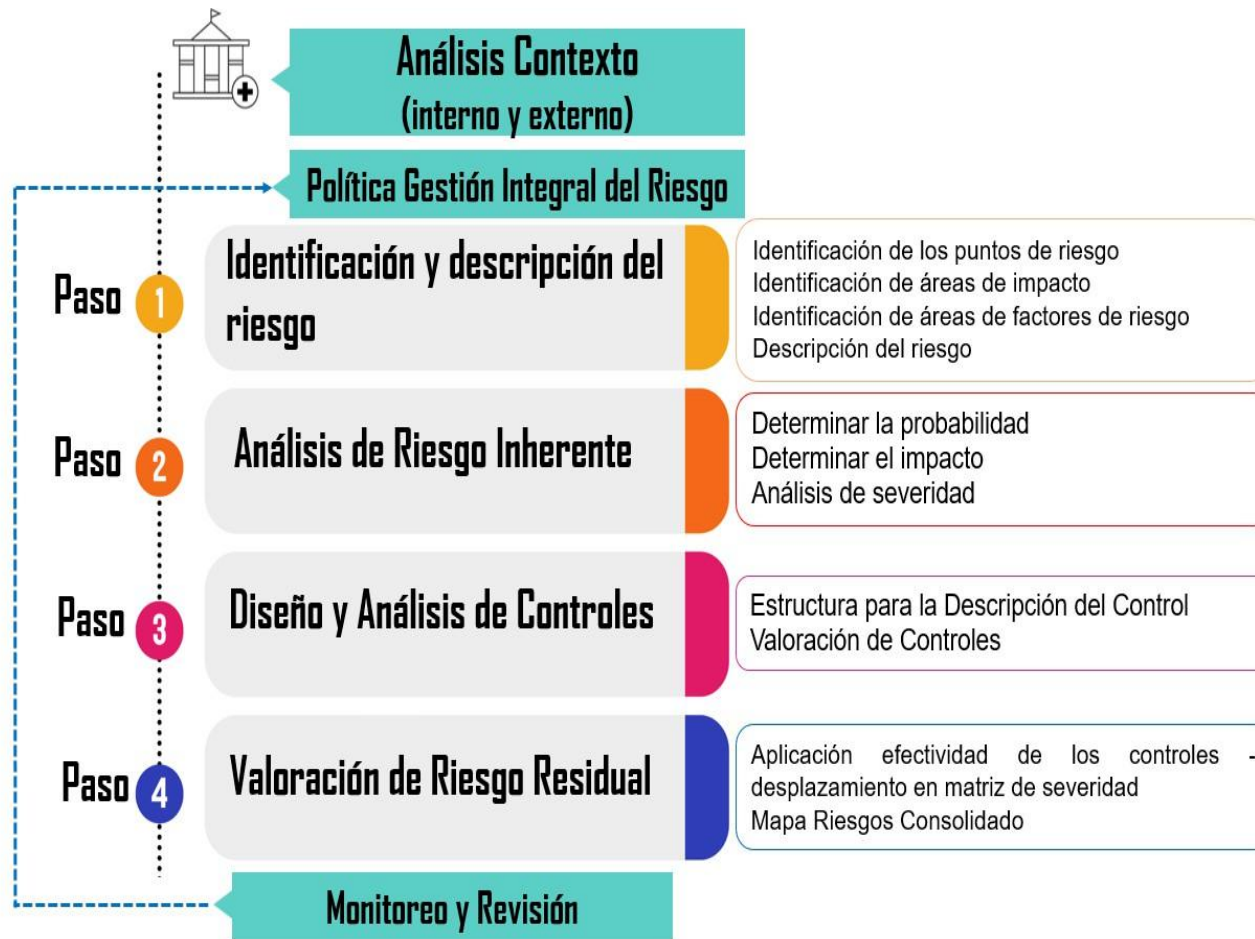 Análisis Contexto
(interno y externo)
Política Gestión Integral del Riesgo
Paso 1
Identificación y descripción del
riesgo
Identificación de los puntos de riesgo
Identificación de áreas de impacto
Identificación de áreas de factores de riesgo
Descripción del riesgo
Paso 2
Análisis de Riesgo Inherente
Determinar la probabilidad
Determinar el impacto
Análisis de severidad
Paso 3
Diseño y Análisis de Controles
Estructura para la Descripción del Control
Valoración de Controles
Paso 4
Valoración de Riesgo Residual
Aplicación efectividad de los controles -
desplazamiento en matriz de severidad
Mapa Riesgos Consolidado
Monitoreo y Revisión